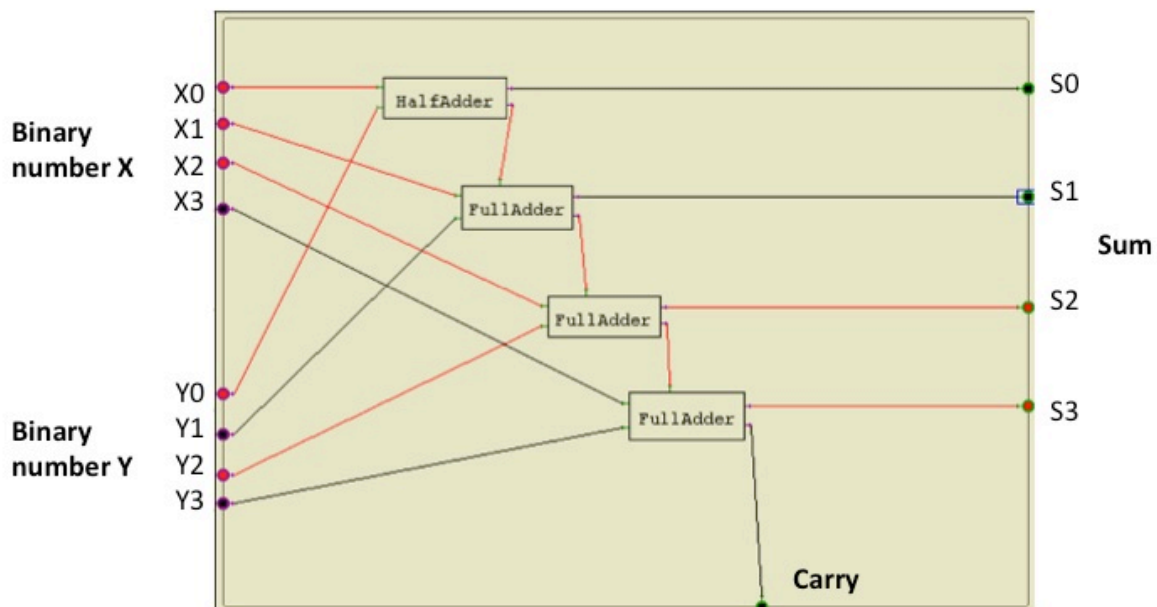 X0
X1
X2
X3
Binary
number X
Y0
Y1
Y2
Y3
Binary
number Y
HalfAdder
FullAdder
FullAdder
FullAdder
S0
S1
S2
S3
Sum
Carry